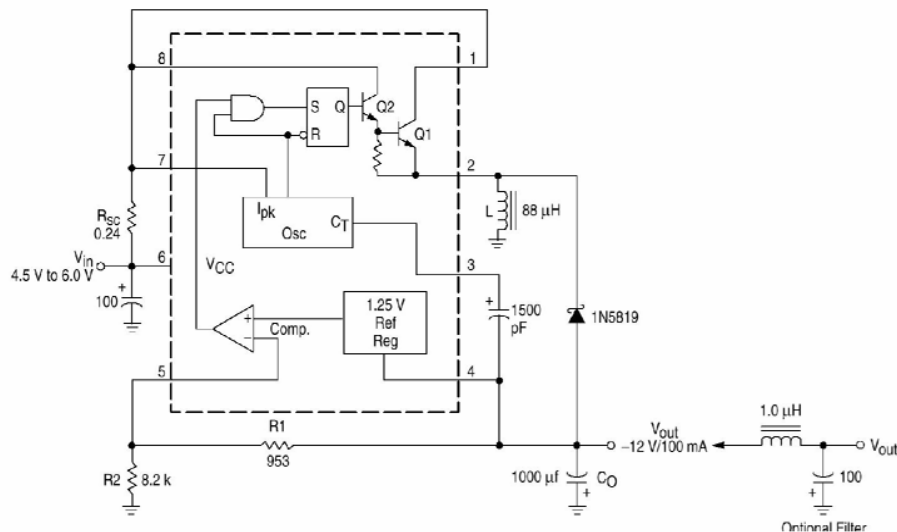 8
1
S
Q
Q2
R
Q1
7
2
Ipk
Osc
CT
L
88 µH
Rsc
0.24
Vin
4.5 V to 6.0 V
6
VCC
3
100
+
+
−
Comp.
1.25 V
Ref
Reg
+
1500
pF
1N5819
5
4
R1
953
Vout
−12 V/100 mA
1.0 µH
Vout
R2
8.2 k
1000 µf
CO
+
100
+
Optional Filter